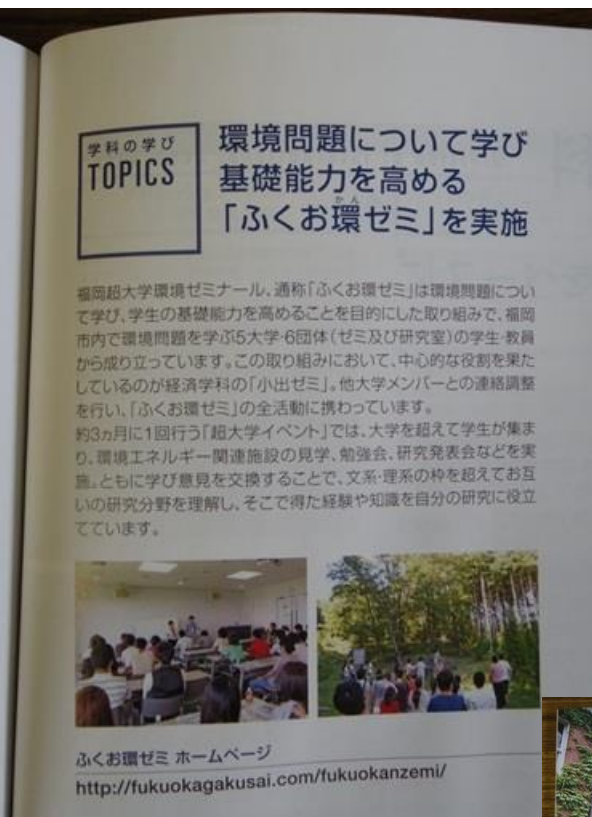 学科の学び
TOPICS
環境問題について学び
基礎能力を高める
「ふくお環ゼミ」を実施
かん
福岡超大学環境ゼミナール、通称「ふくお環ゼミ」は環境問題につい
て学び、学生の基礎能力を高めることを目的にした取り組みで、福岡
市内で環境問題を学ぶ5大学・6団体(ゼミ及び研究室)の学生・教員
から成り立っています。この取り組みにおいて、中心的な役割を果た
しているのが経済学科の「小出ゼミ」。他大学メンバーとの連絡調整
を行い、「ふくお環ゼミ」の全活動に携わっています。
約3ヵ月に1回行う「超大学イベント」では、大学を超えて学生が集ま
り、環境エネルギー関連施設の見学、勉強会、研究発表会などを実
施。ともに学び意見を交換することで、文系・理系の枠を超えてお互
いの研究分野を理解し、そこで得た経験や知識を自分の研究に役立
てています。
ふくお環ゼミ ホームページ
http://fukuokagakusai.com/fukuokanzemi/